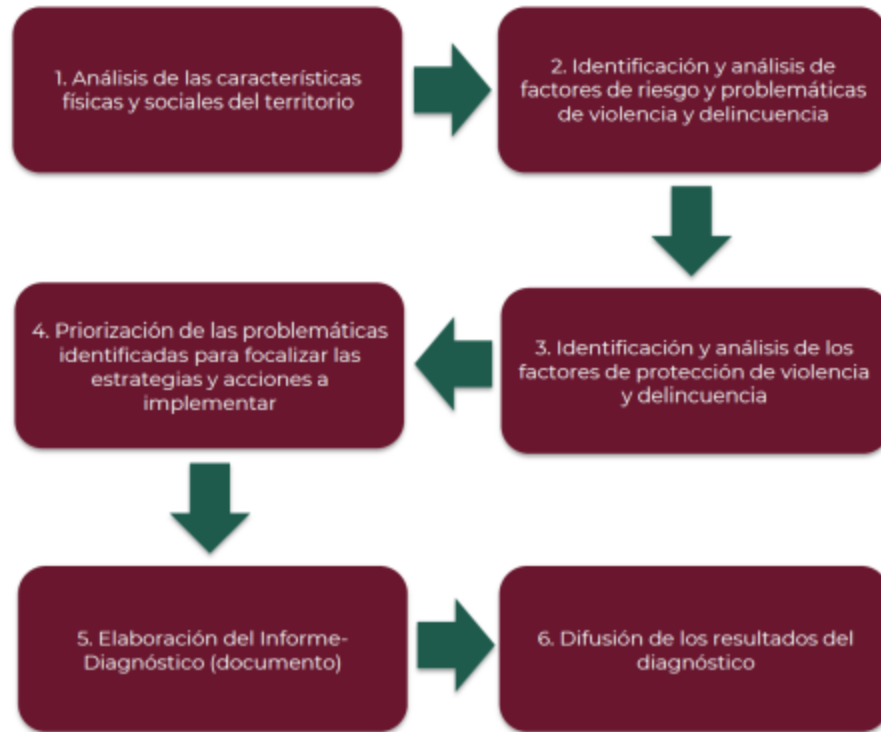 1. Análisis de las características
físicas y sociales del territorio
2. Identificación y análisis de
factores de riesgo y problemáticas
de violencia y delincuencia
3. Identificación y análisis de los
factores de protección de violencia
y delincuencia
4. Priorización de las problemáticas
identificadas para focalizar las
estrategias y acciones a
implementar
5. Elaboración del Informe-
Diagnóstico (documento)
6. Difusión de los resultados del
diagnóstico